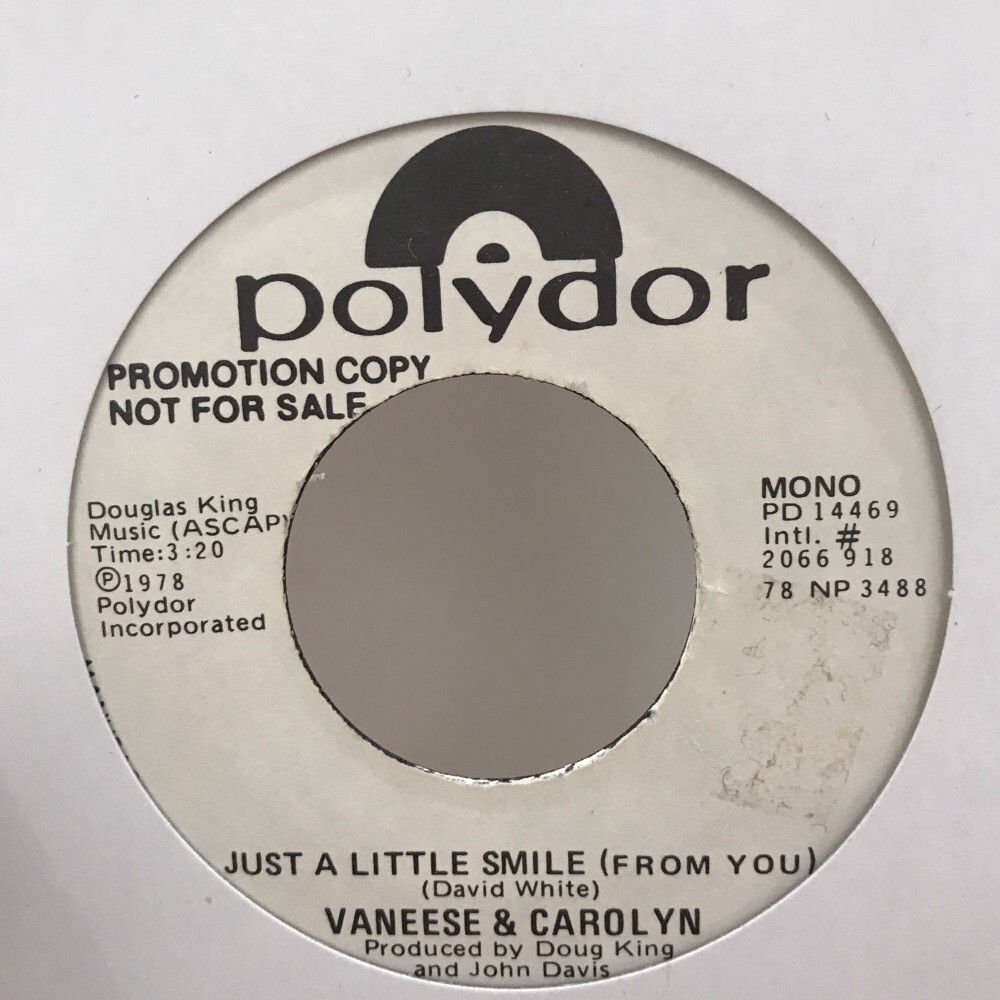 polydor
PROMOTION COPY
NOT FOR SALE
Douglas King
Music (ASCAP)
Time:3:20
Ⓟ1978
Polydor
Incorporated
MONO
PD 14469
Intl. #
2066 918
78 NP 3488
JUST A LITTLE SMILE (FROM YOU)
(David White)
VANEESE & CAROLYN
Produced by Doug King
and John Davis